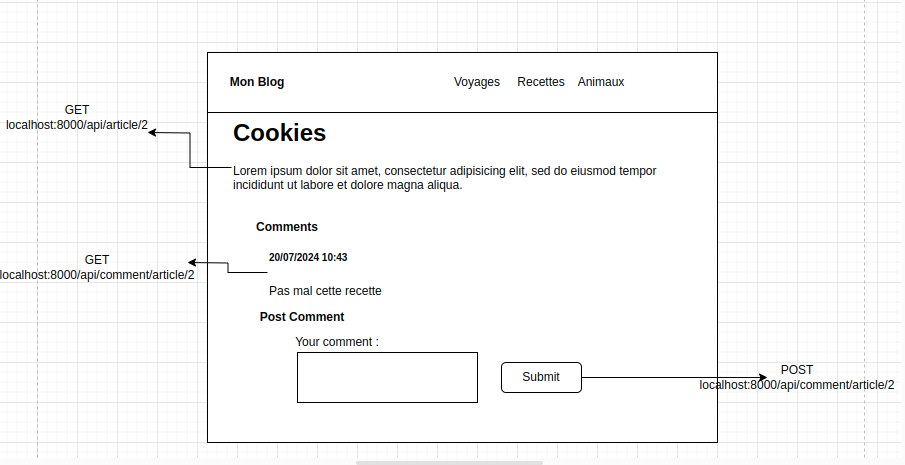 Mon Blog
Voyages Recettes Animaux
GET
localhost:8000/api/article/2
Cookies
Lorem ipsum dolor sit amet, consectetur adipisicing elit, sed do eiusmod tempor
incididunt ut labore et dolore magna aliqua.
Comments
GET
localhost:8000/api/comment/article/2
20/07/2024 10:43
Pas mal cette recette
Post Comment
Your comment :
Submit
POST
localhost:8000/api/comment/article/2